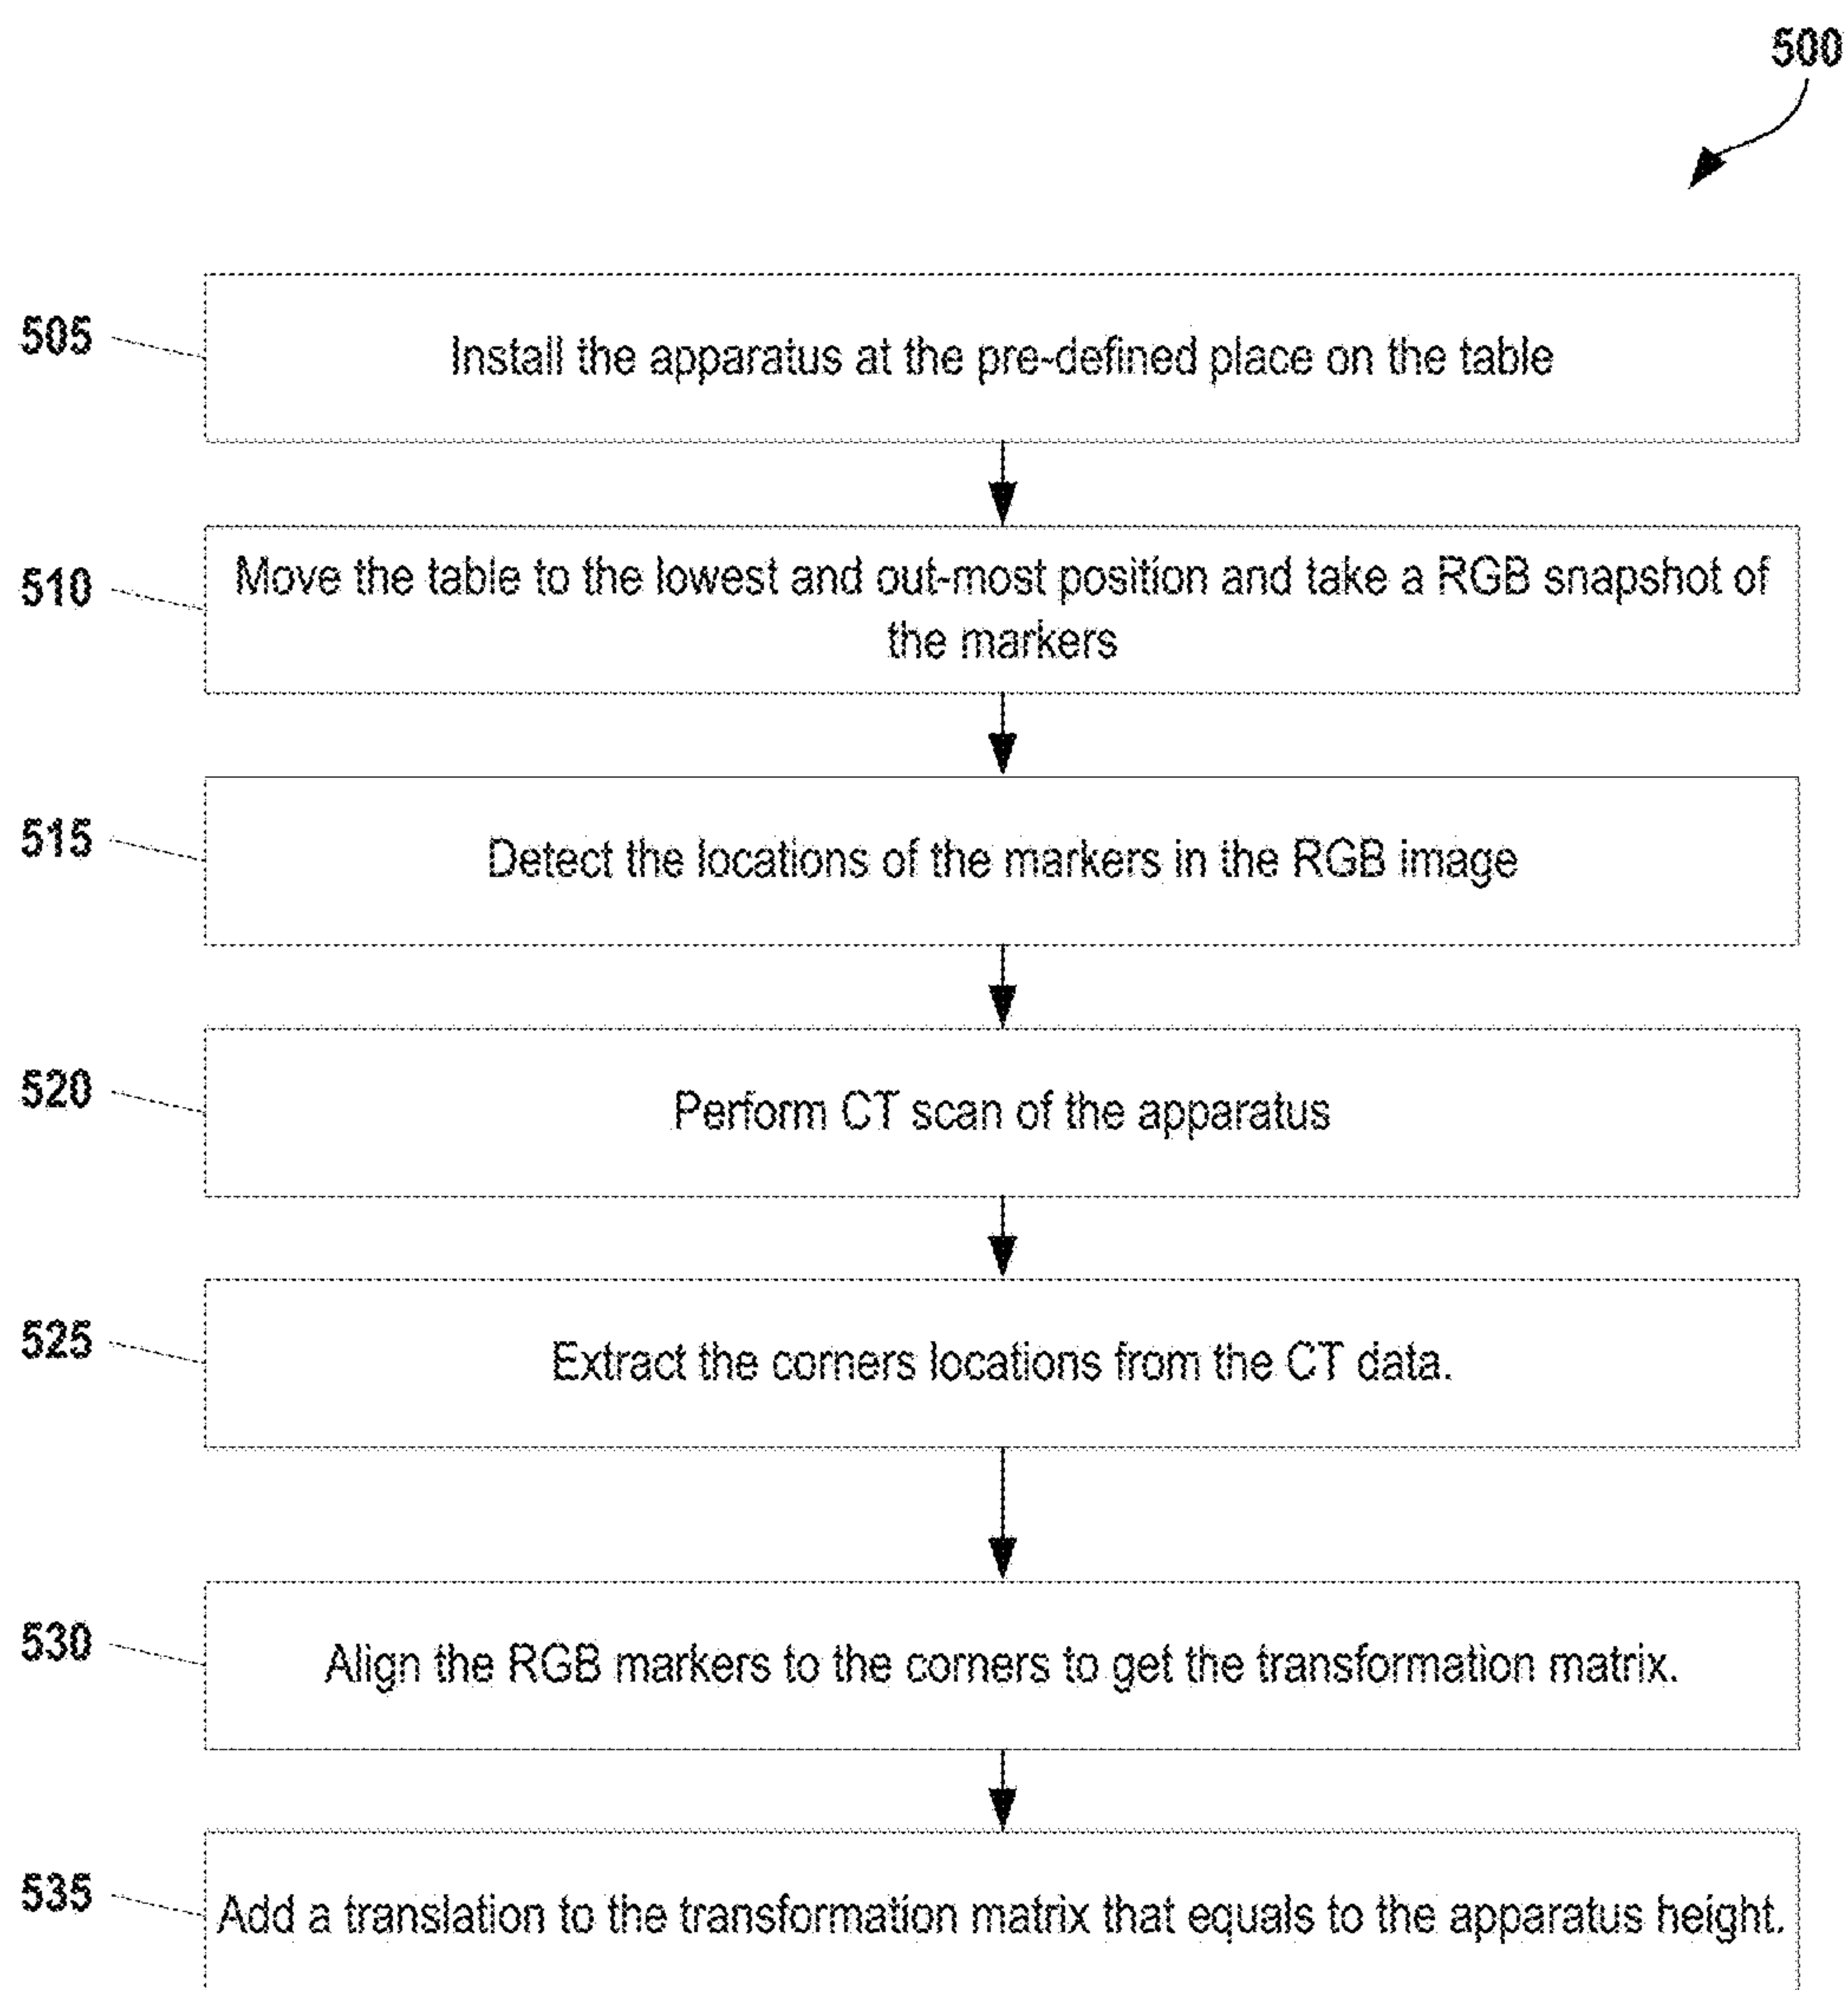 500
505
Install the apparatus at the pre-defined place on the table
510
Move the table to the lowest and out-most position and take a RGB snapshot of
the markers
515
Detect the locations of the markers in the RGB image
520
Perform CT scan of the apparatus
525
Extract the corners locations from the CT data.
530
Align the RGB markers to the corners to get the transformation matrix.
535
Add a translation to the transformation matrix that equals to the apparatus height.